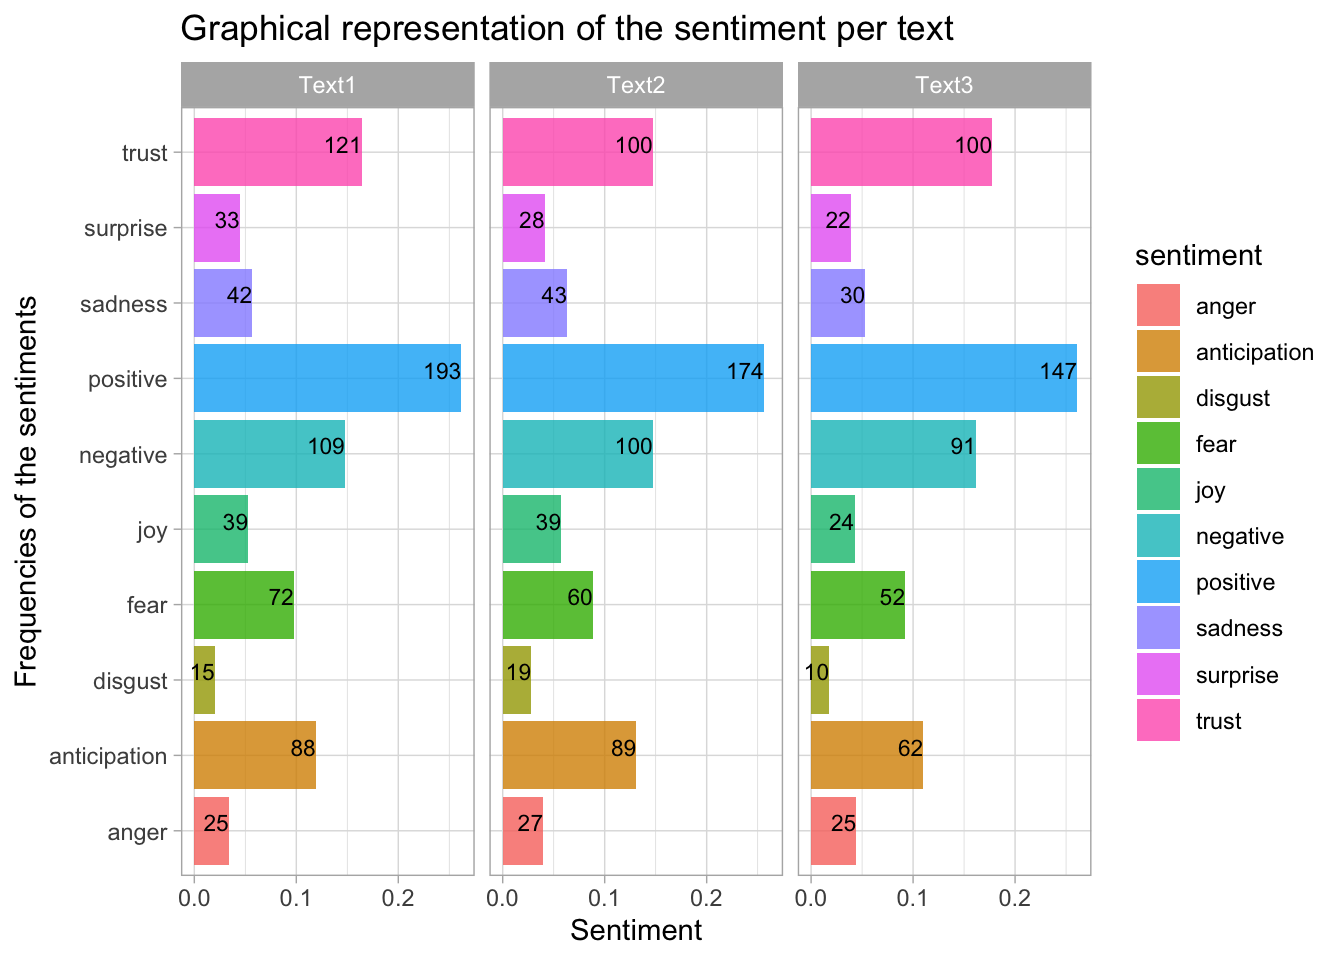 Graphical representation of the sentiment per text
Text1 Text2 Text3
trust 121 100 100
surprise 33 28 22
sadness 42 43 30
positive 193 174 147
negative 109 100 91
joy 39 39 24
fear 72 60 52
disgust 15 19 10
anticipation 88 89 62
anger 25 27 25
0.0 0.1 0.2 0.0 0.1 0.2 0.0 0.1 0.2
Sentiment
Frequencies of the sentiments
sentiment
anger
anticipation
disgust
fear
joy
negative
positive
sadness
surprise
trust